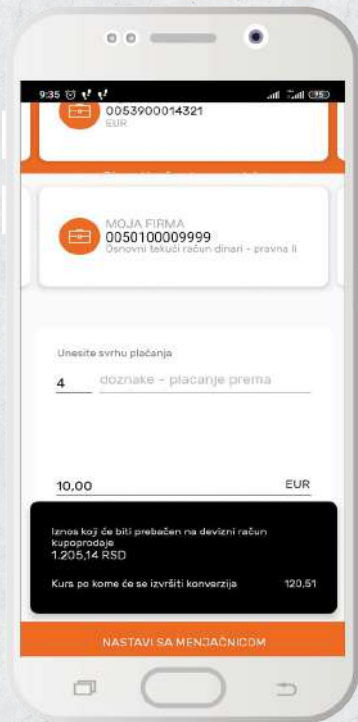 9:35
0053900014321
EUR
MOJA FIRMA
0050100009999
Osnovni tekući račun dinari - pravna li
Unesite svrhu plaćanja
4 doznake - plaćanje prema
10,00 EUR
Iznos koji će biti prebačen na devizni račun
kupoprodaje
1.205,14 RSD
Kurs po kome će se izvršiti konverzija 120,51
NASTAVI SA MENJAČNICOM